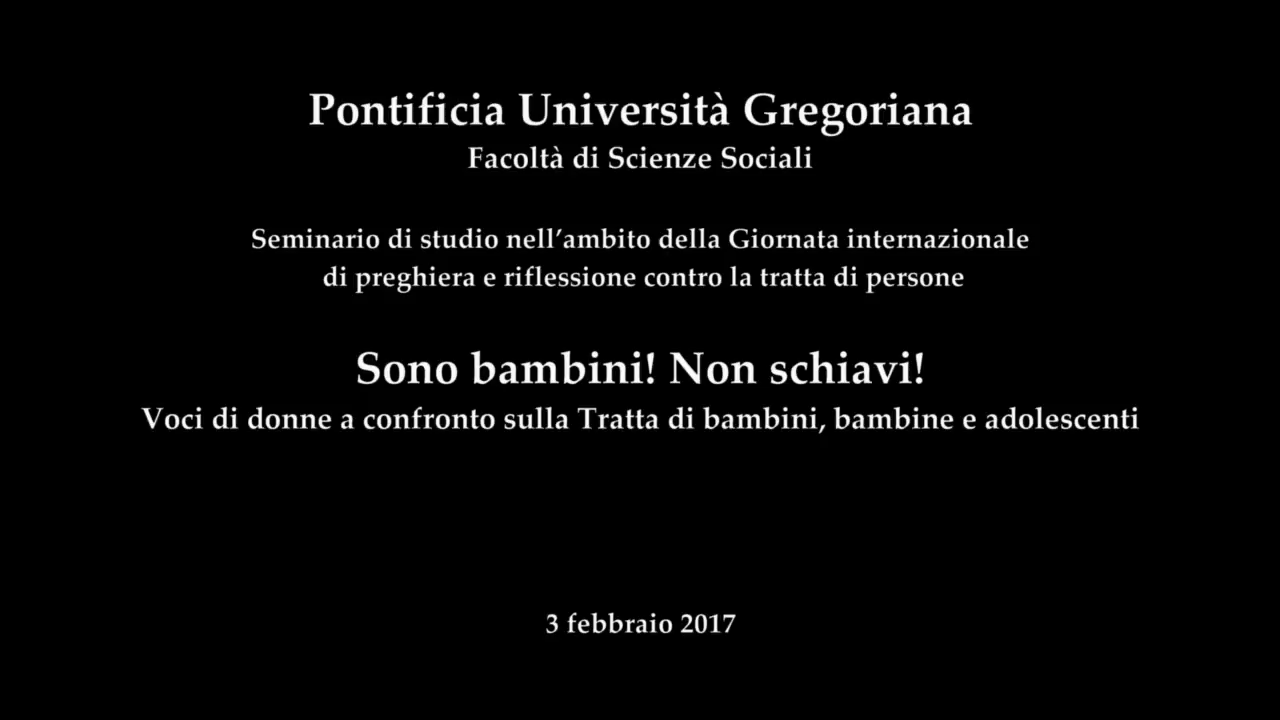 Pontificia Università Gregoriana
Facoltà di Scienze Sociali
Seminario di studio nell’ambito della Giornata internazionale
di preghiera e riflessione contro la tratta di persone
Sono bambini! Non schiavi!
Voci di donne a confronto sulla Tratta di bambini, bambine e adolescenti
3 febbraio 2017